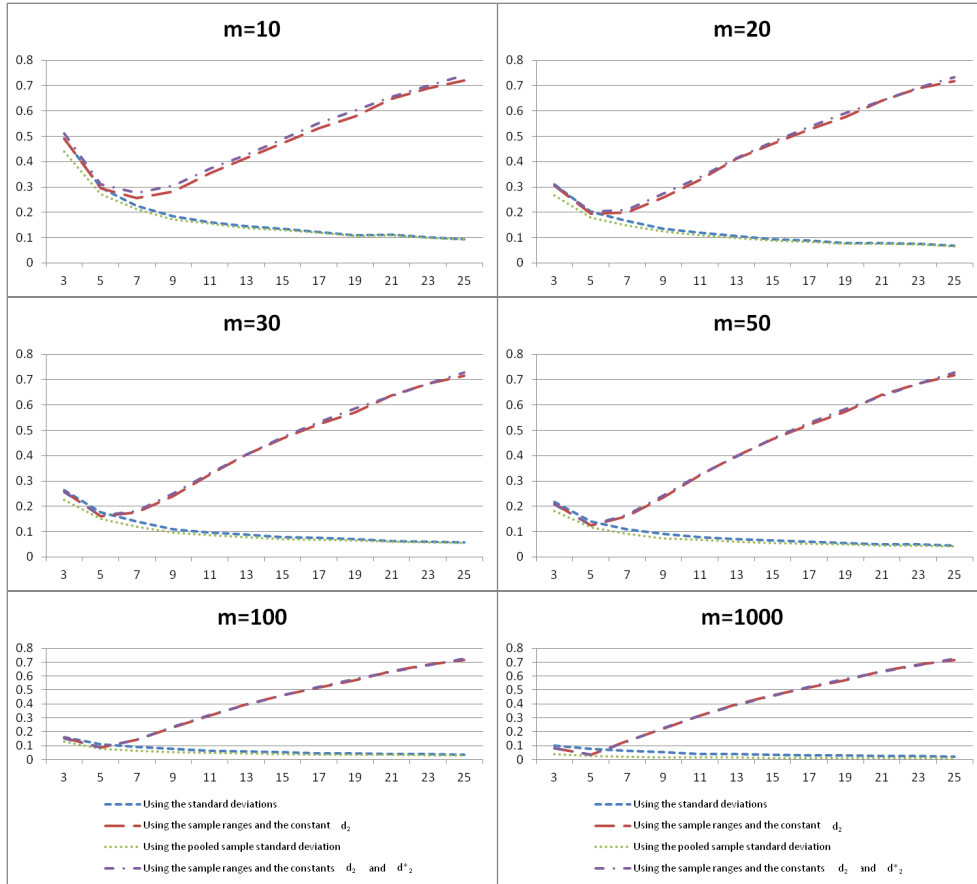 m=10
0.8
0.7
0.6
0.5
0.4
0.3
0.2
0.1
0
3 5 7 9 11 13 15 17 19 21 23 25
m=20
0.8
0.7
0.6
0.5
0.4
0.3
0.2
0.1
0
3 5 7 9 11 13 15 17 19 21 23 25
m=30
0.8
0.7
0.6
0.5
0.4
0.3
0.2
0.1
0
3 5 7 9 11 13 15 17 19 21 23 25
m=50
0.8
0.7
0.6
0.5
0.4
0.3
0.2
0.1
0
3 5 7 9 11 13 15 17 19 21 23 25
m=100
0.8
0.7
0.6
0.5
0.4
0.3
0.2
0.1
0
3 5 7 9 11 13 15 17 19 21 23 25
Using the standard deviations
Using the sample ranges and the constant d₂
Using the pooled sample standard deviation
Using the sample ranges and the constants d₂ and d*₂
m=1000
0.8
0.7
0.6
0.5
0.4
0.3
0.2
0.1
0
3 5 7 9 11 13 15 17 19 21 23 25
Using the standard deviations
Using the sample ranges and the constant d₂
Using the pooled sample standard deviation
Using the sample ranges and the constants d₂ and d*₂